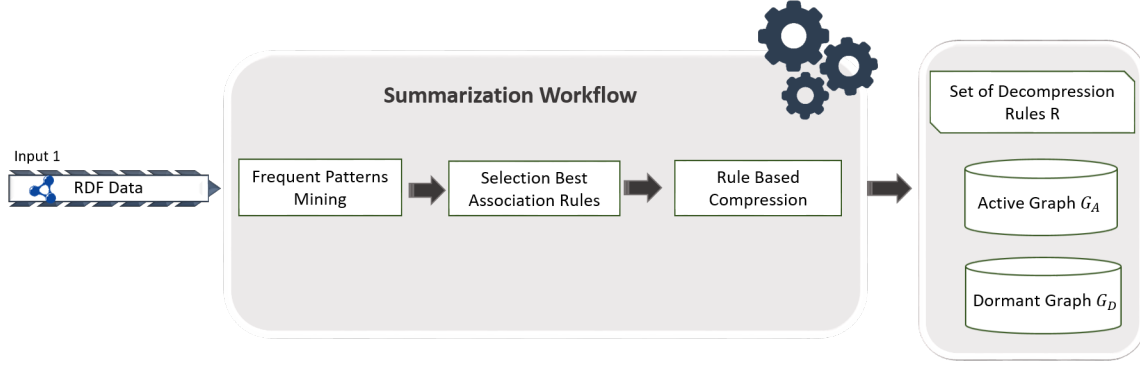 Summarization Workflow
Input 1
RDF Data
Frequent Patterns
Mining
Selection Best
Association Rules
Rule Based
Compression
Set of Decompression
Rules R
Active Graph G_A
Dormant Graph G_D